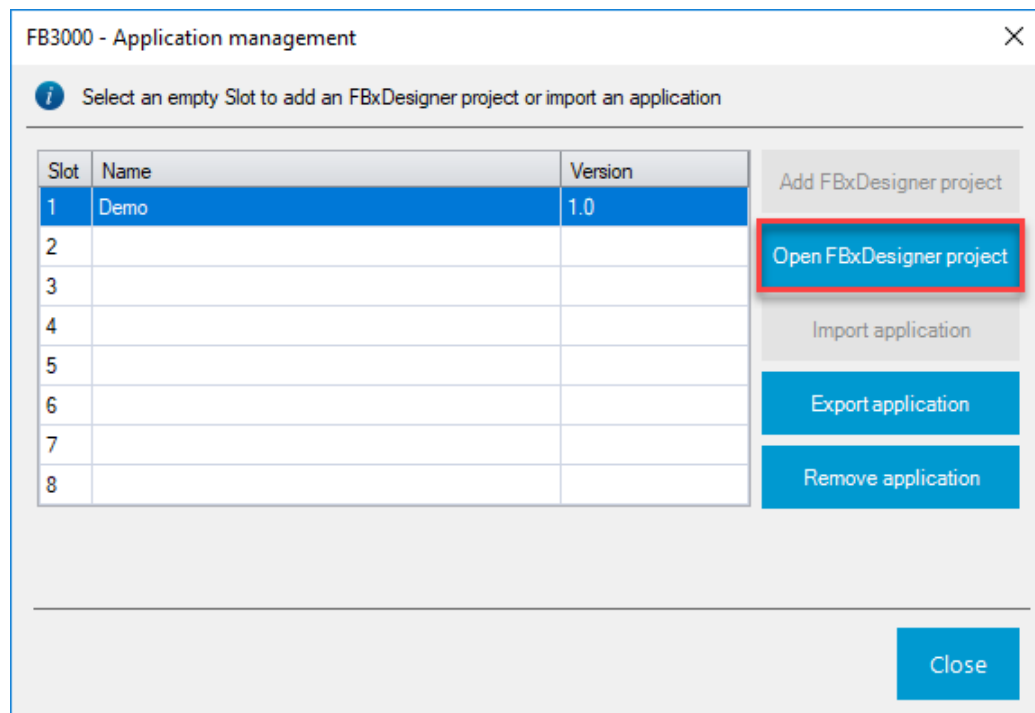 FB3000 - Application management
Select an empty Slot to add an FBxDesigner project or import an application
Slot Name Version
1 Demo 1.0
2
3
4
5
6
7
8
Add FBxDesigner project
Open FBxDesigner project
Import application
Export application
Remove application
Close